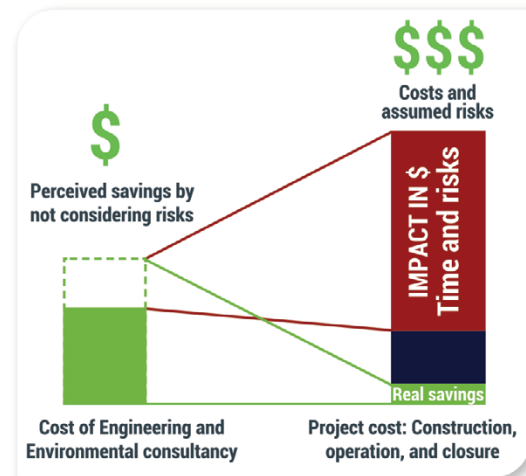 $$$
Costs and
assumed risks
$
Perceived savings by
not considering risks
IMPACT IN $
Time and risks
Real savings
Cost of Engineering and
Environmental consultancy
Project cost: Construction,
operation, and closure